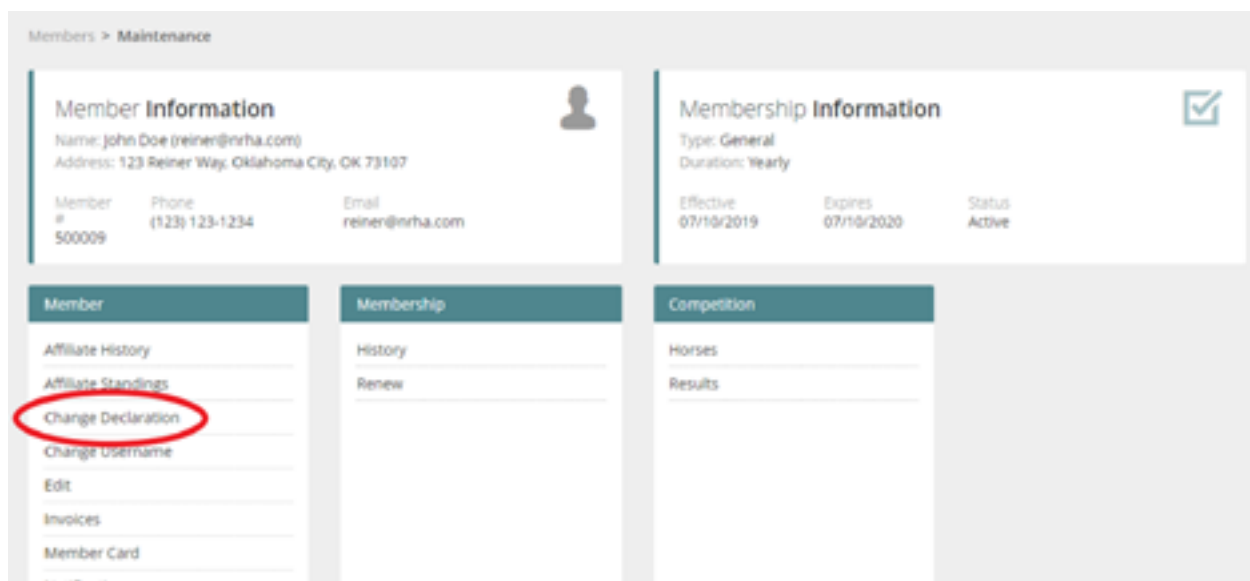 Members > Maintenance
Member Information
Name: John Doe (reiner@nrha.com)
Address: 123 Reiner Way, Oklahoma City, OK 73107
Member Phone Email
# (123) 123-1234 reiner@nrha.com
500009
Membership Information
Type: General
Duration: Yearly
Effective Expires Status
07/10/2019 07/10/2020 Active
Member
Affiliate History
Affiliate Standings
Change Declaration
Change Username
Edit
Invoices
Member Card
Membership
History
Renew
Competition
Horses
Results